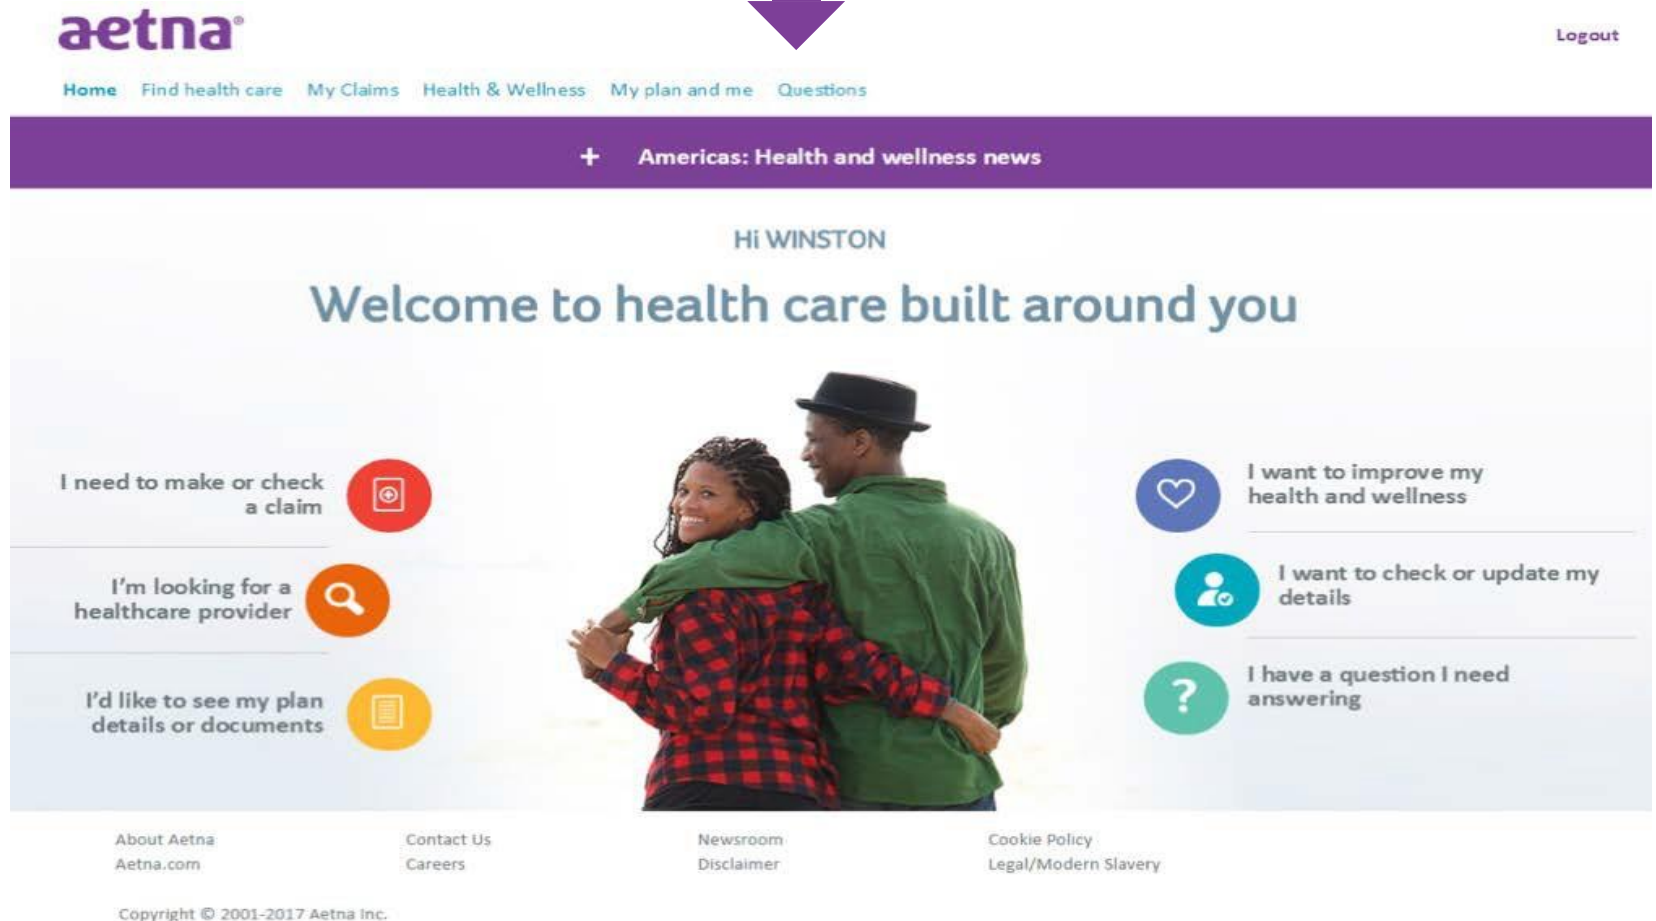 aetna®
Logout
Home Find health care My Claims Health & Wellness My plan and me Questions
+ Americas: Health and wellness news
Hi WINSTON
Welcome to health care built around you
I need to make or check
a claim
I'm looking for a
healthcare provider
I'd like to see my plan
details or documents
I want to improve my
health and wellness
I want to check or update my
details
? I have a question I need
answering
About Aetna Contact Us Newsroom Cookie Policy
Aetna.com Careers Disclaimer Legal/Modern Slavery
Copyright © 2001-2017 Aetna Inc.